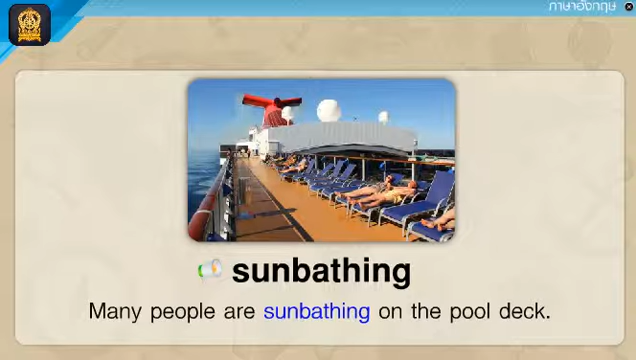 ภาษาอังกฤษ
sunbathing
Many people are sunbathing on the pool deck.